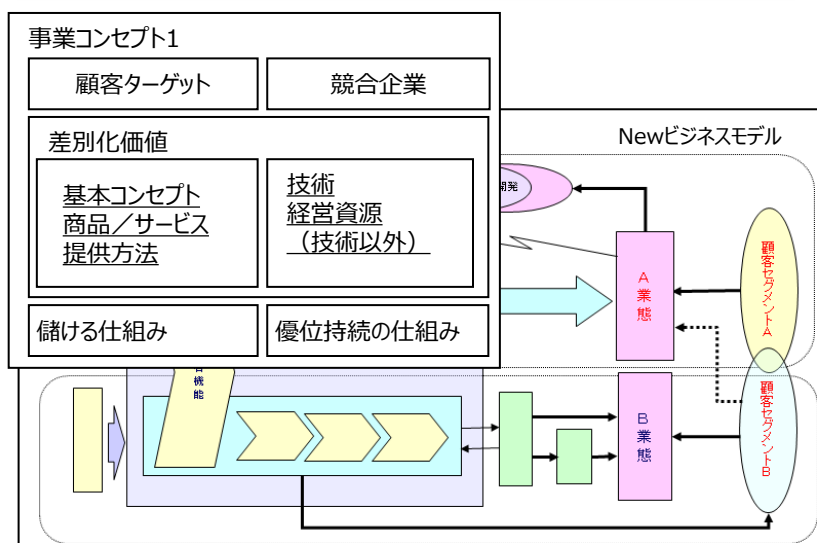 事業コンセプト1
顧客ターゲット
競合企業
差別化価値
基本コンセプト
商品／サービス
提供方法
技術
経営資源
（技術以外）
儲ける仕組み
優位持続の仕組み
Newビジネスモデル
開発
A業態
顧客セグメントA
機能
B業態
顧客セグメントB